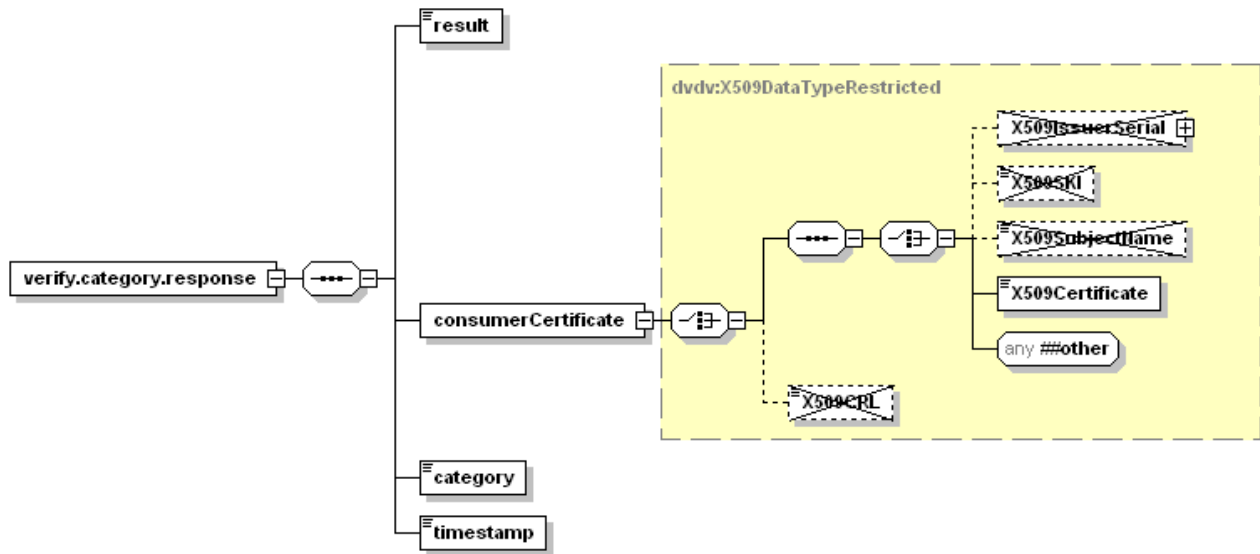 result
dvdv:X509DataTypeRestricted
X509IssuerSerial
X509SKI
X509SubjectName
verify.category.response
X509Certificate
consumerCertificate
any ##other
X509CRL
category
timestamp